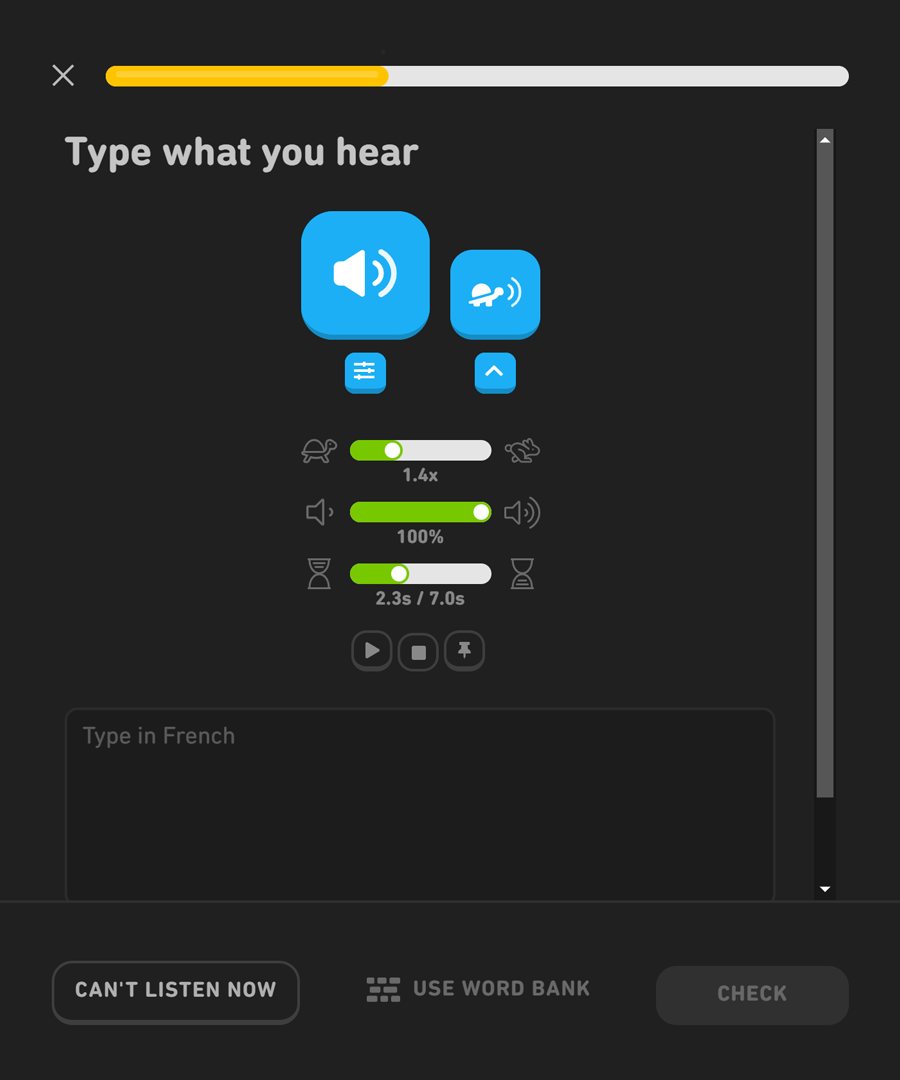 Type what you hear
1.4x
100%
2.3s / 7.0s
Type in French
CAN'T LISTEN NOW
USE WORD BANK
CHECK